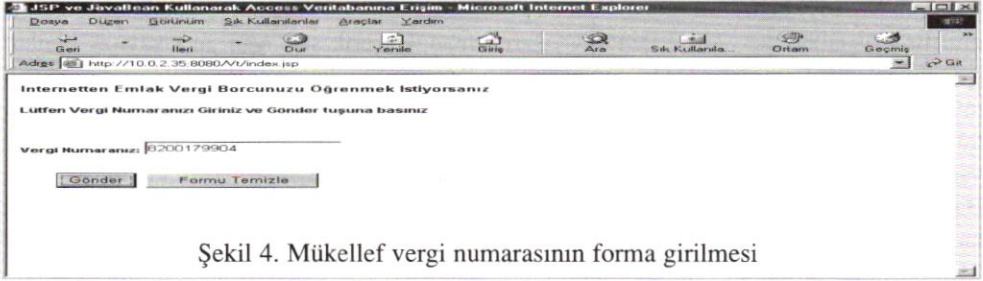 JSP ve JavaBean Kullanarak Access Veritabanına Erişim - Microsoft Internet Explorer
Dosya Düzen Görünüm Sık Kullanılanlar Araçlar Yardım
Geri İleri Dur Yenile Giriş Ara Sık Kullanıla... Ortam Geçmiş »
Adres http://10.0.2.35:8080/Vt/index.jsp Git
Internetten Emlak Vergi Borcunuzu Öğrenmek Istiyorsanız
Lütfen Vergi Numaranızı Giriniz ve Gönder tuşuna basınız
Vergi Numaranız: 8200179904
Gönder Formu Temizle
Şekil 4. Mükellef vergi numarasının forma girilmesi